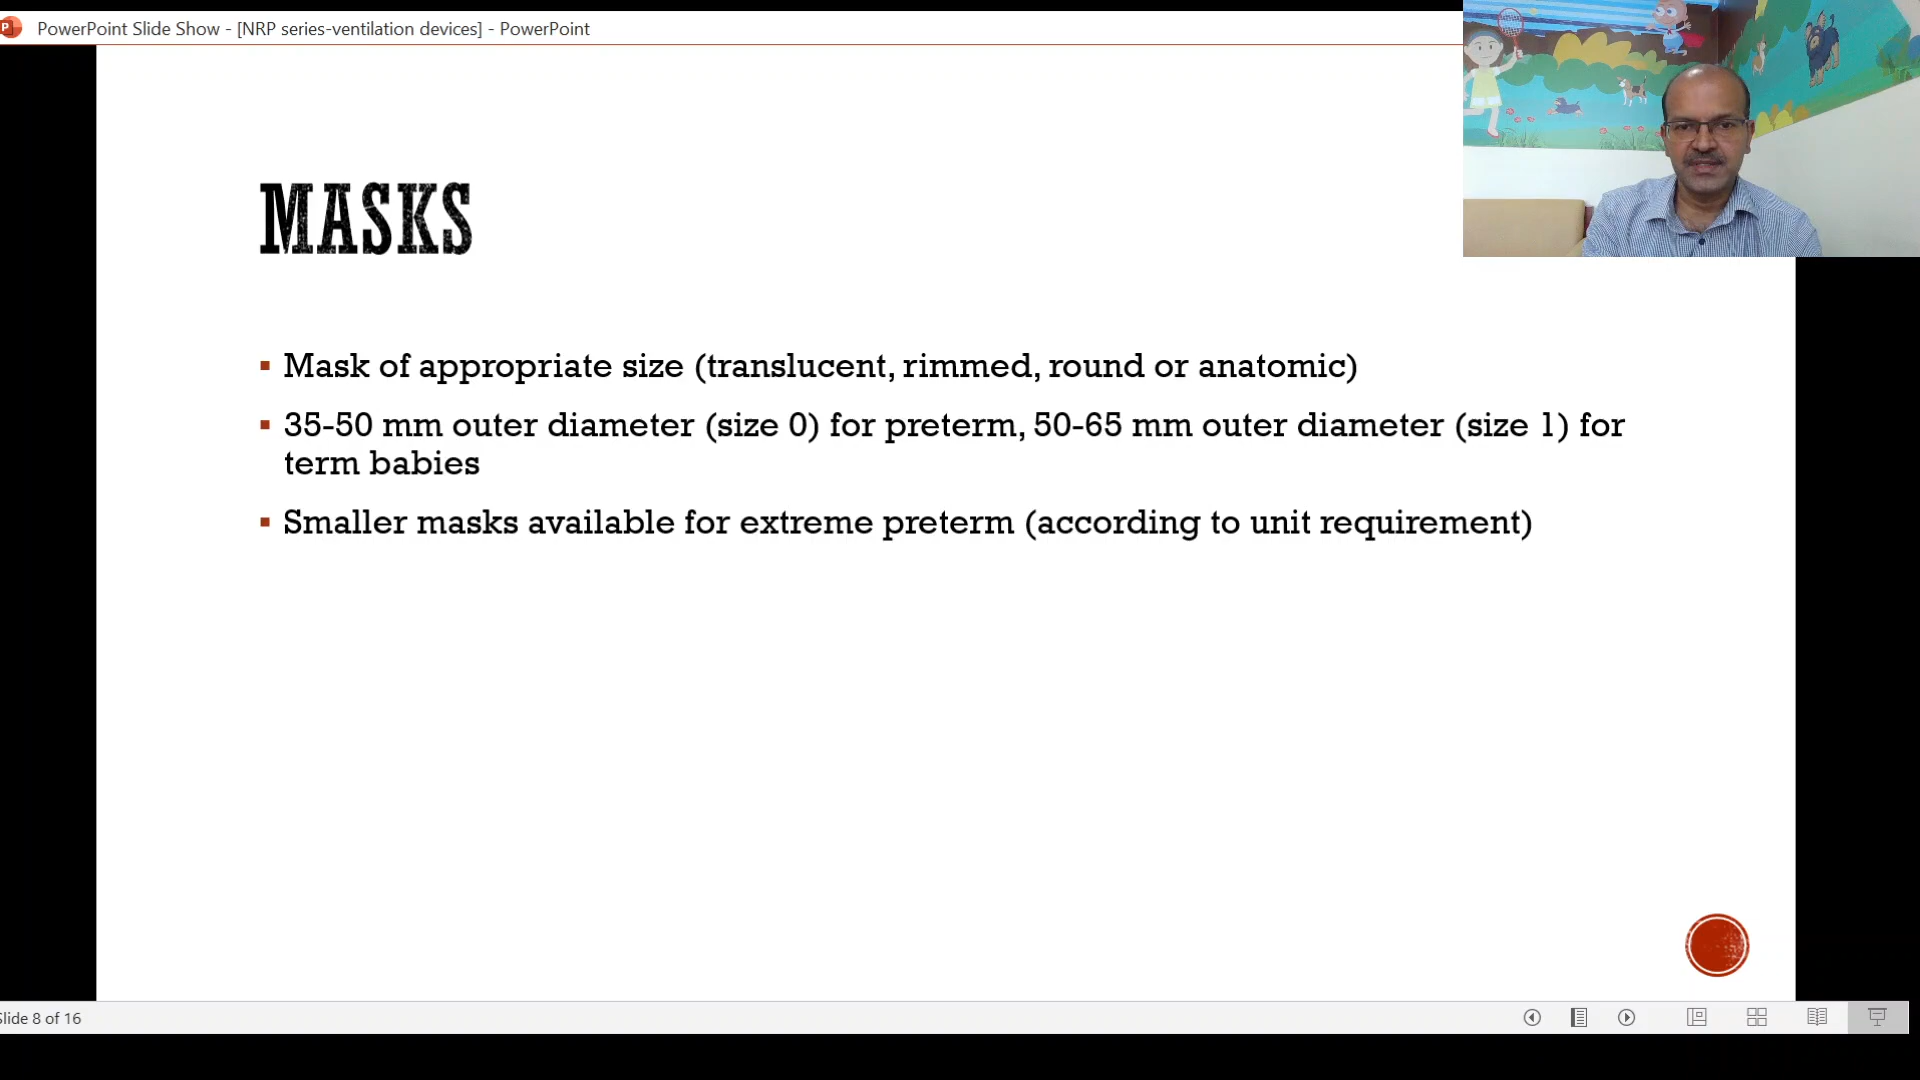 PowerPoint Slide Show - [NRP series-ventilation devices] - PowerPoint
MASKS
▪ Mask of appropriate size (translucent, rimmed, round or anatomic)
▪ 35-50 mm outer diameter (size 0) for preterm, 50-65 mm outer diameter (size 1) for
term babies
▪ Smaller masks available for extreme preterm (according to unit requirement)
Slide 8 of 16